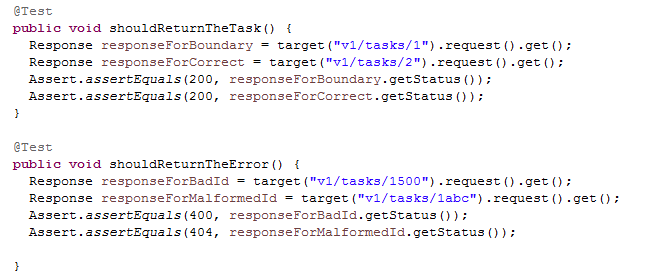 @Test
public void shouldReturnTheTask() {
Response responseForBoundary = target("v1/tasks/1").request().get();
Response responseForCorrect = target("v1/tasks/2").request().get();
Assert.assertEquals(200, responseForBoundary.getStatus());
Assert.assertEquals(200, responseForCorrect.getStatus());
}
@Test
public void shouldReturnTheError() {
Response responseForBadId = target("v1/tasks/1500").request().get();
Response responseForMalformedId = target("v1/tasks/1abc").request().get();
Assert.assertEquals(400, responseForBadId.getStatus());
Assert.assertEquals(404, responseForMalformedId.getStatus());
}